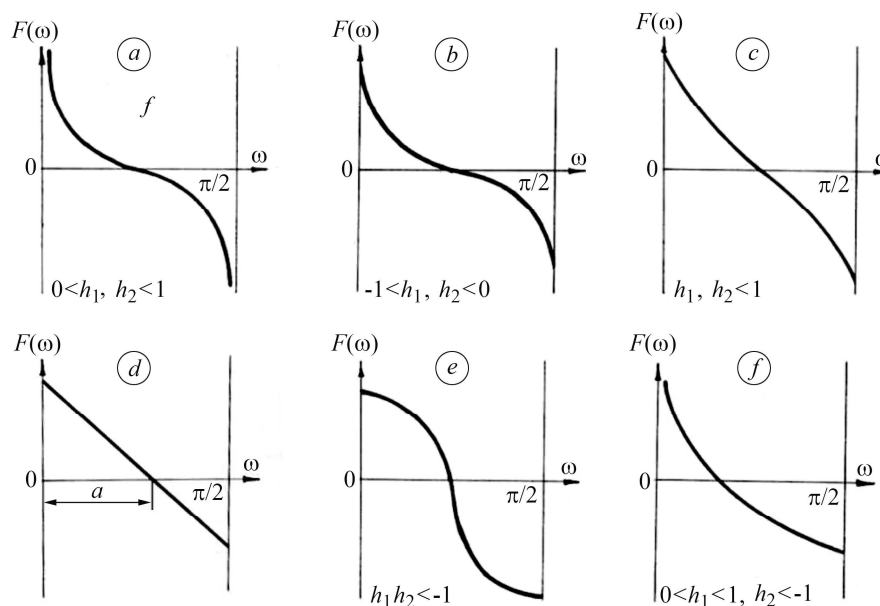 F(ω)
a
f
0
ω
π/2
0<h₁, h₂<1
F(ω)
b
0
ω
π/2
-1<h₁, h₂<0
F(ω)
c
0
ω
π/2
h₁, h₂<1
F(ω)
d
0
ω
a
π/2
F(ω)
e
0
ω
π/2
h₁h₂<-1
F(ω)
f
0
ω
π/2
0<h₁<1, h₂<-1